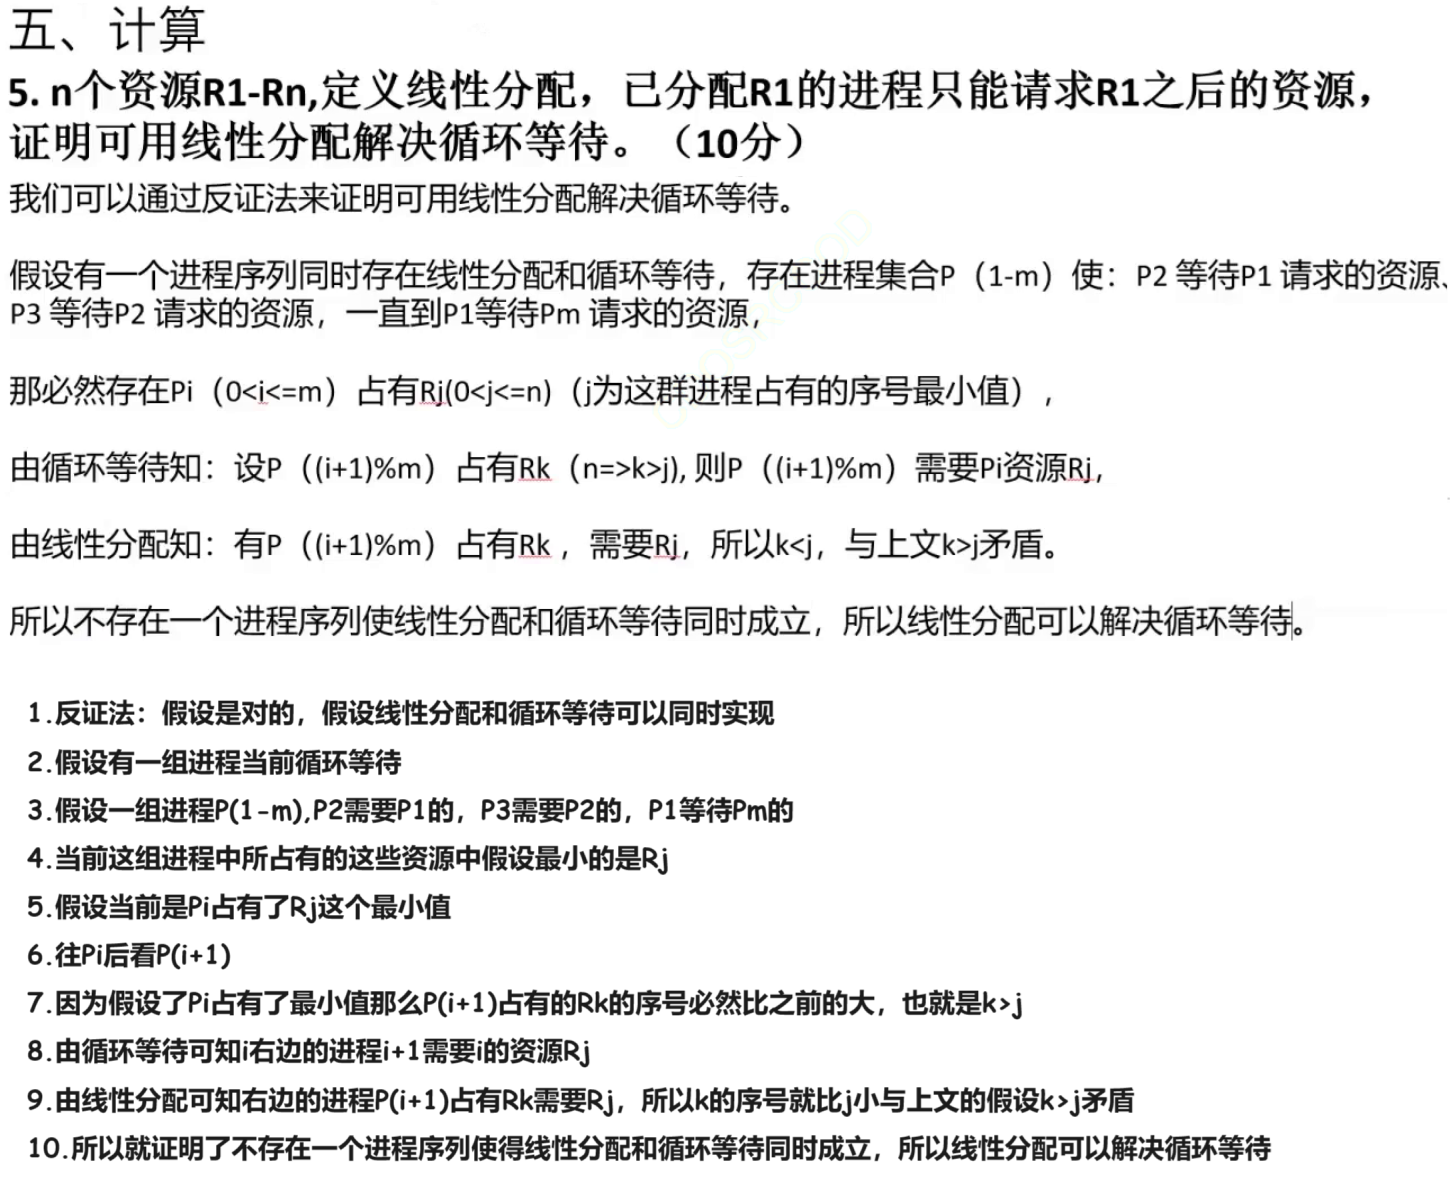 五、计算
5. n个资源R1-Rn,定义线性分配，已分配R1的进程只能请求R1之后的资源，
证明可用线性分配解决循环等待。（10分）
我们可以通过反证法来证明可用线性分配解决循环等待。
假设有一个进程序列同时存在线性分配和循环等待，存在进程集合P（1-m）使：P2 等待P1 请求的资源、
P3 等待P2 请求的资源，一直到P1等待Pm 请求的资源，
那必然存在Pi（0<i<=m）占有Rj(0<j<=n)（j为这群进程占有的序号最小值），
由循环等待知：设P（(i+1)%m）占有Rk（n=>k>j), 则P（(i+1)%m）需要Pi资源Rj，
由线性分配知：有P（(i+1)%m）占有Rk ，需要Rj，所以k<j，与上文k>j矛盾。
所以不存在一个进程序列使线性分配和循环等待同时成立，所以线性分配可以解决循环等待。
1.反证法：假设是对的，假设线性分配和循环等待可以同时实现
2.假设有一组进程当前循环等待
3.假设一组进程P(1-m),P2需要P1的，P3需要P2的，P1等待Pm的
4.当前这组进程中所占有的这些资源中假设最小的是Rj
5.假设当前是Pi占有了Rj这个最小值
6.往Pi后看P(i+1)
7.因为假设了Pi占有了最小值那么P(i+1)占有的Rk的序号必然比之前的大，也就是k>j
8.由循环等待可知i右边的进程i+1需要i的资源Rj
9.由线性分配可知右边的进程P(i+1)占有Rk需要Rj，所以k的序号就比j小与上文的假设k>j矛盾
10.所以就证明了不存在一个进程序列使得线性分配和循环等待同时成立，所以线性分配可以解决循环等待